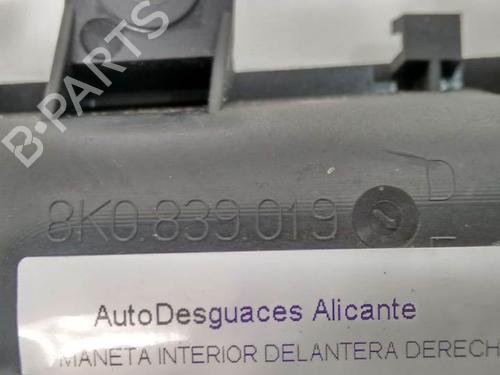 B-PARTS
8K0.839.019
D
AutoDesguaces Alicante
MANETA INTERIOR DELANTERA DERECH